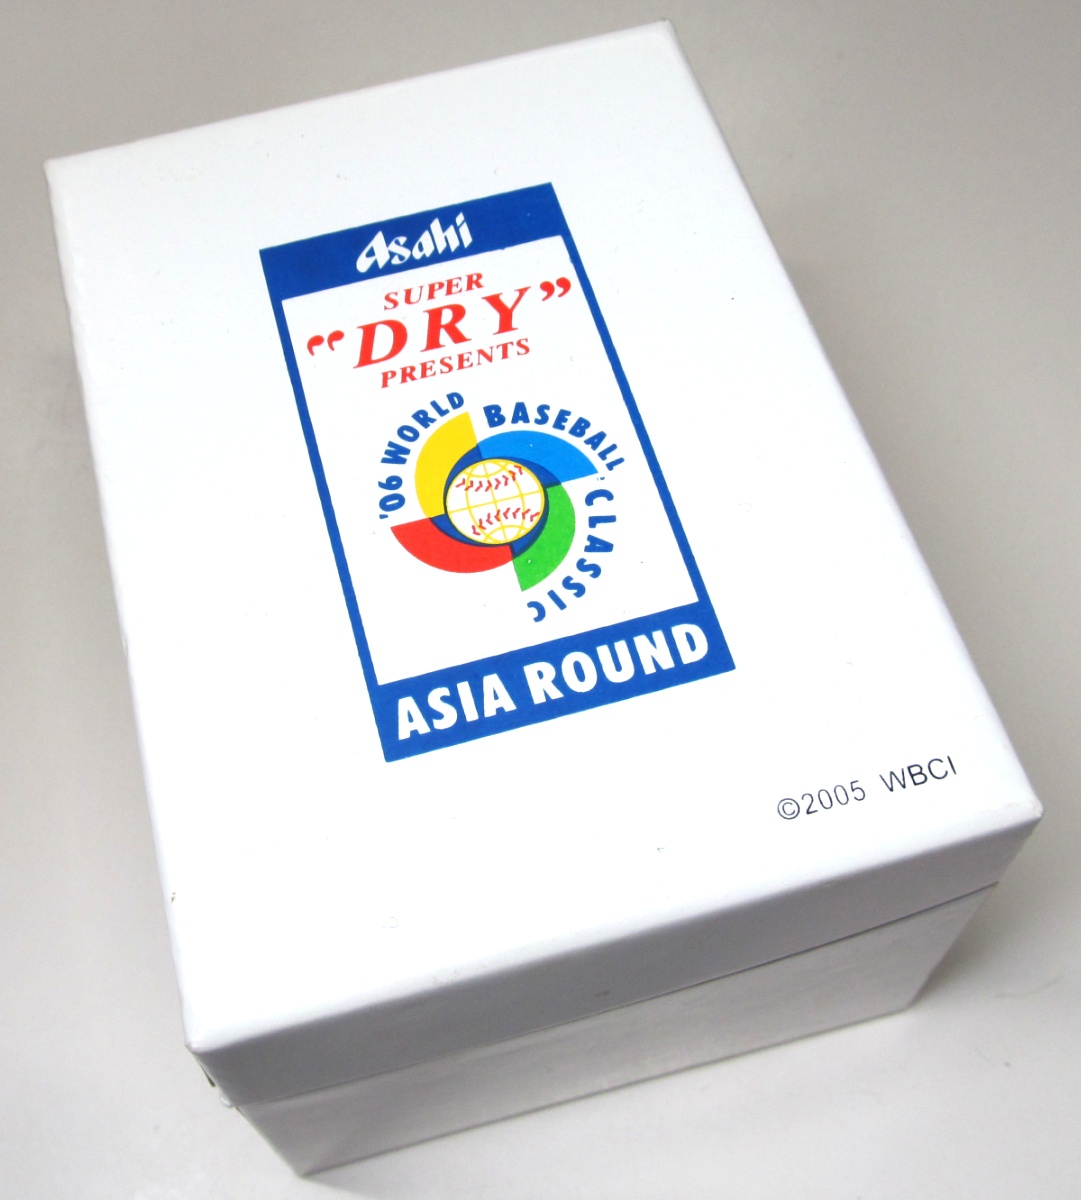 Asahi
SUPER
“DRY”
PRESENTS
'06 WORLD BASEBALL CLASSIC
ASIA ROUND
©2005 WBCI